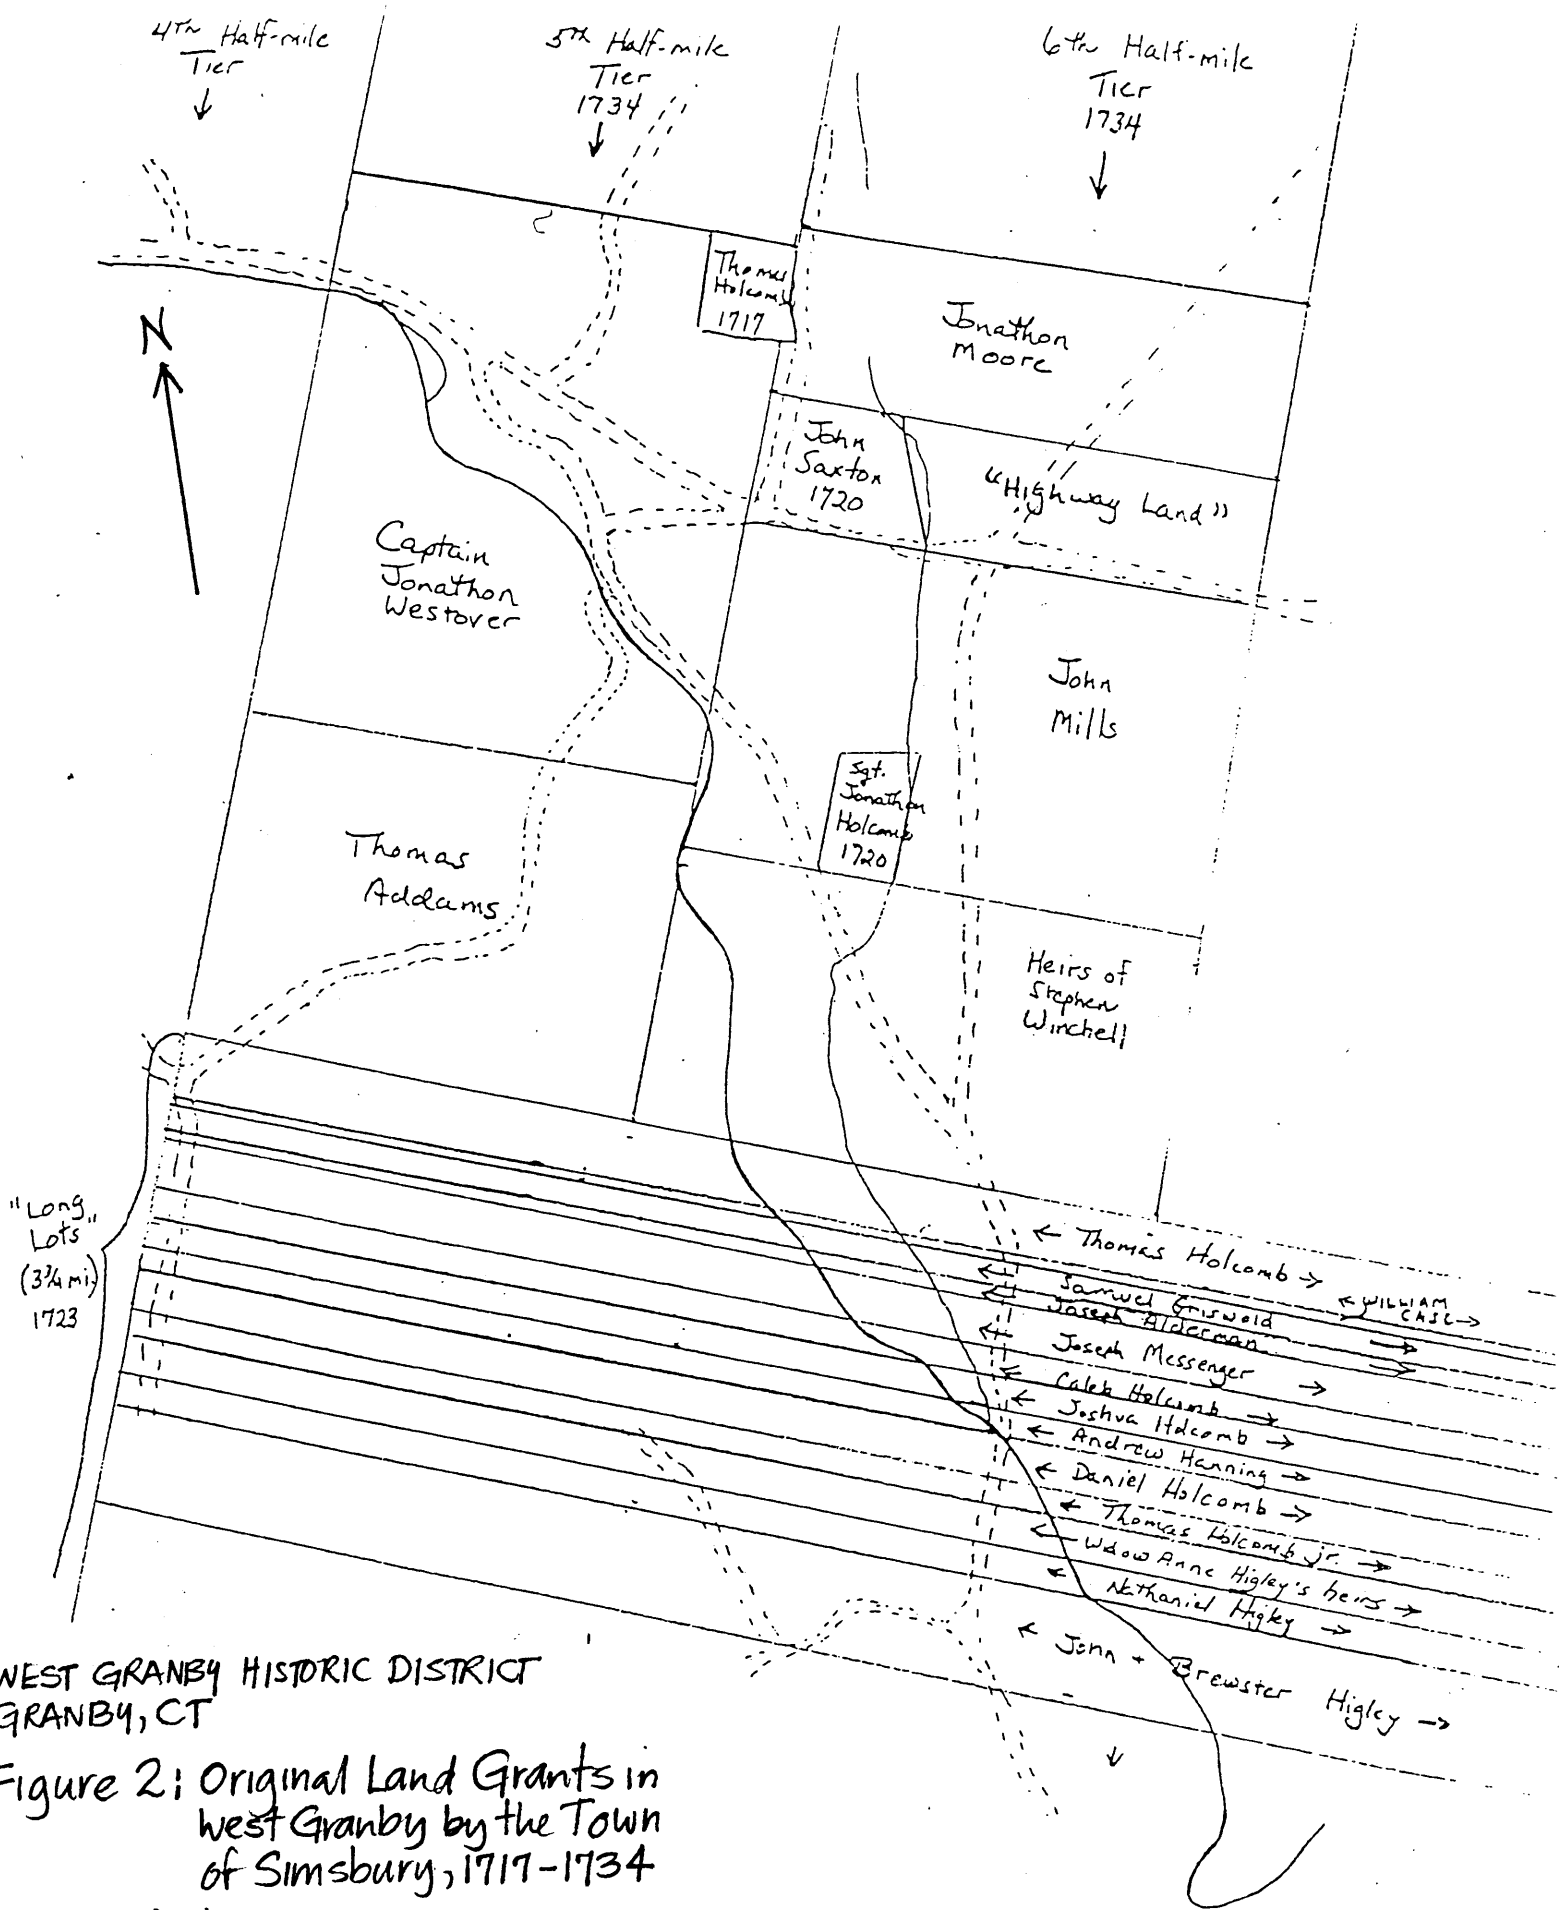 4th Half-mile
Tier
↓
5th Half-mile
Tier
1734
↓
6th Half-mile
Tier
1734
↓
N
Thomas
Holcomb
1717
Jonathon
Moore
John
Saxton
1720
"Highway Land"
Captain
Jonathon
Westover
John
Mills
Sgt.
Jonathon
Holcomb
1720
Thomas
Addams
Heirs of
Stephen
Winchell
"Long
Lots"
(3 3/4 mi.)
1723
← Thomas Holcomb →
← WILLIAM
CASE →
← Samuel Griswold →
← Joseph Alderman →
← Joseph Messenger →
← Caleb Holcomb →
← Joshua Holcomb →
← Andrew Hanning →
← Daniel Holcomb →
← Thomas Holcomb jr. →
← Wdow Anne Higley's heirs →
← Nathaniel Higley →
← John + Brewster Higley →
↓
WEST GRANBY HISTORIC DISTRICT
GRANBY, CT
Figure 2: Original Land Grants in
West Granby by the Town
of Simsbury, 1717-1734